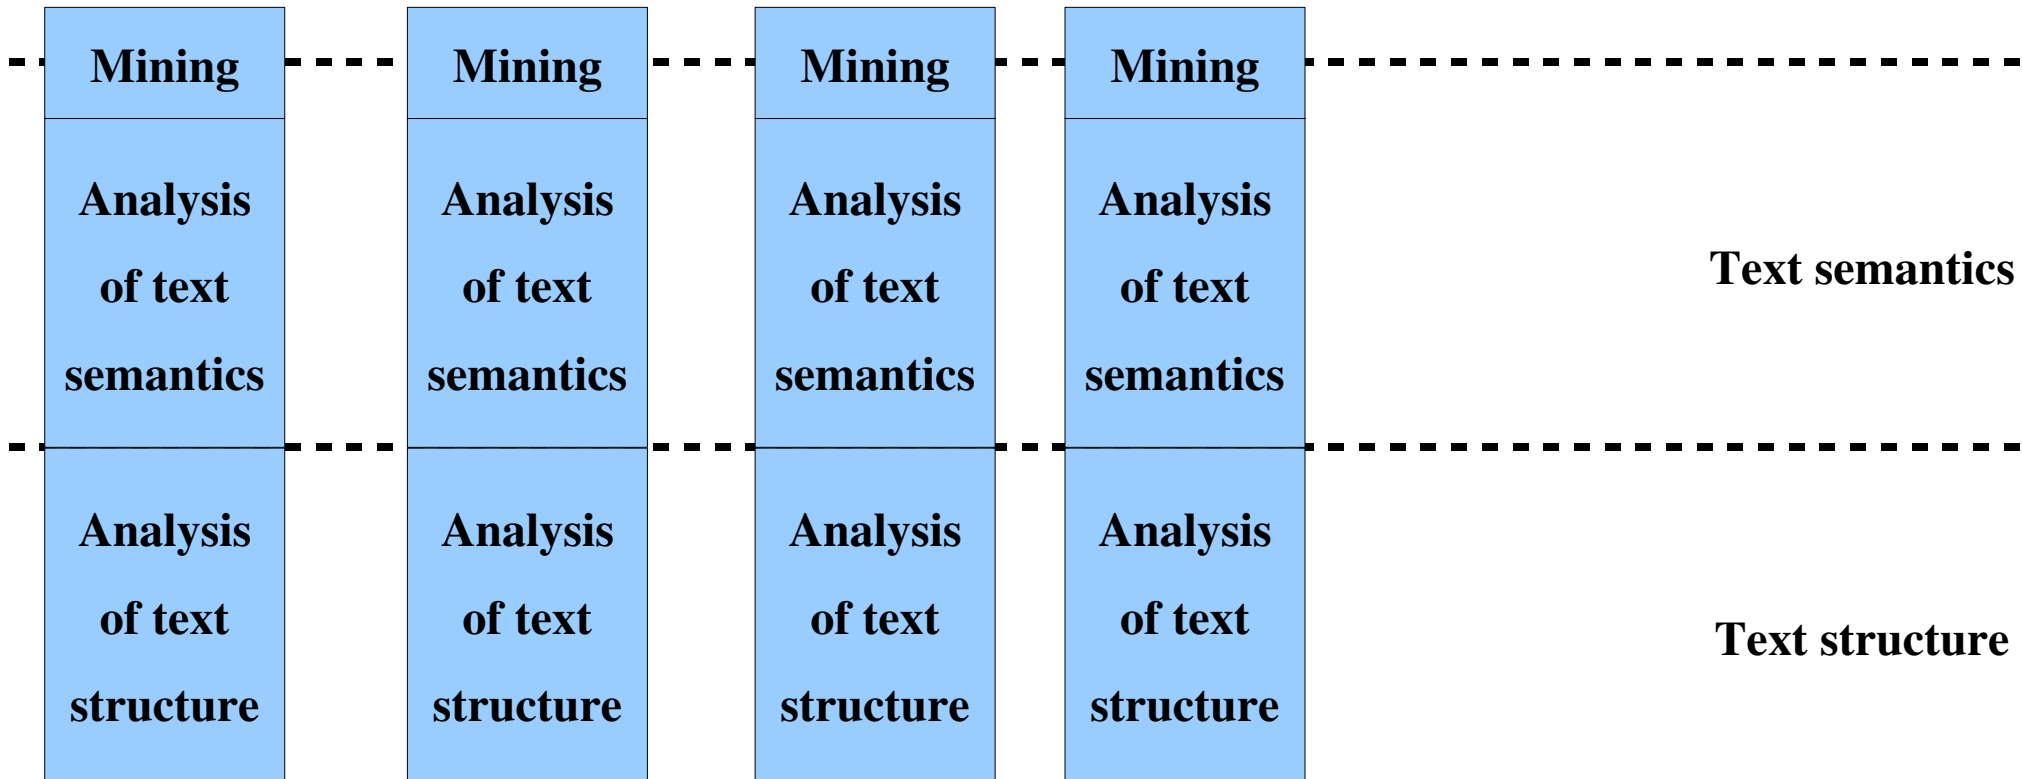 Mining
Mining
Mining
Mining
Analysis
of text
semantics
Analysis
of text
semantics
Analysis
of text
semantics
Analysis
of text
semantics
Text semantics
Analysis
of text
structure
Analysis
of text
structure
Analysis
of text
structure
Analysis
of text
structure
Text structure